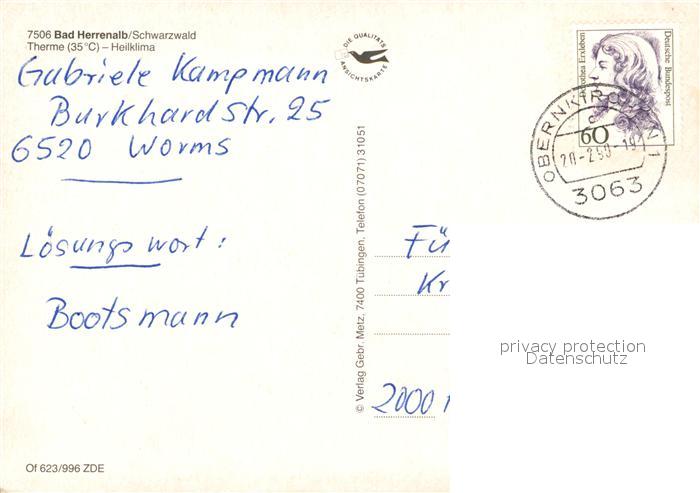 7506 Bad Herrenalb/Schwarzwald
Therme (35°C) – Heilklima
Gabriele Kampmann
Burkhardstr. 25
6520 Worms
Lösungswort:
Bootsmann
Of 623/996 ZDE
© Verlag Gebr. Metz, 7400 Tübingen, Telefon (07071) 31051
DIE QUALITÄTS
ANSICHTSKARTE
Dorothea Erxleben
Deutsche Bundespost
60
3063
Fü
Kr
2000
privacy protection
Datenschutz